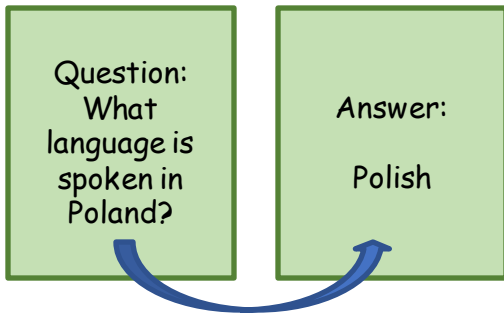 Question:
What
language is
spoken in
Poland?
Answer:
Polish